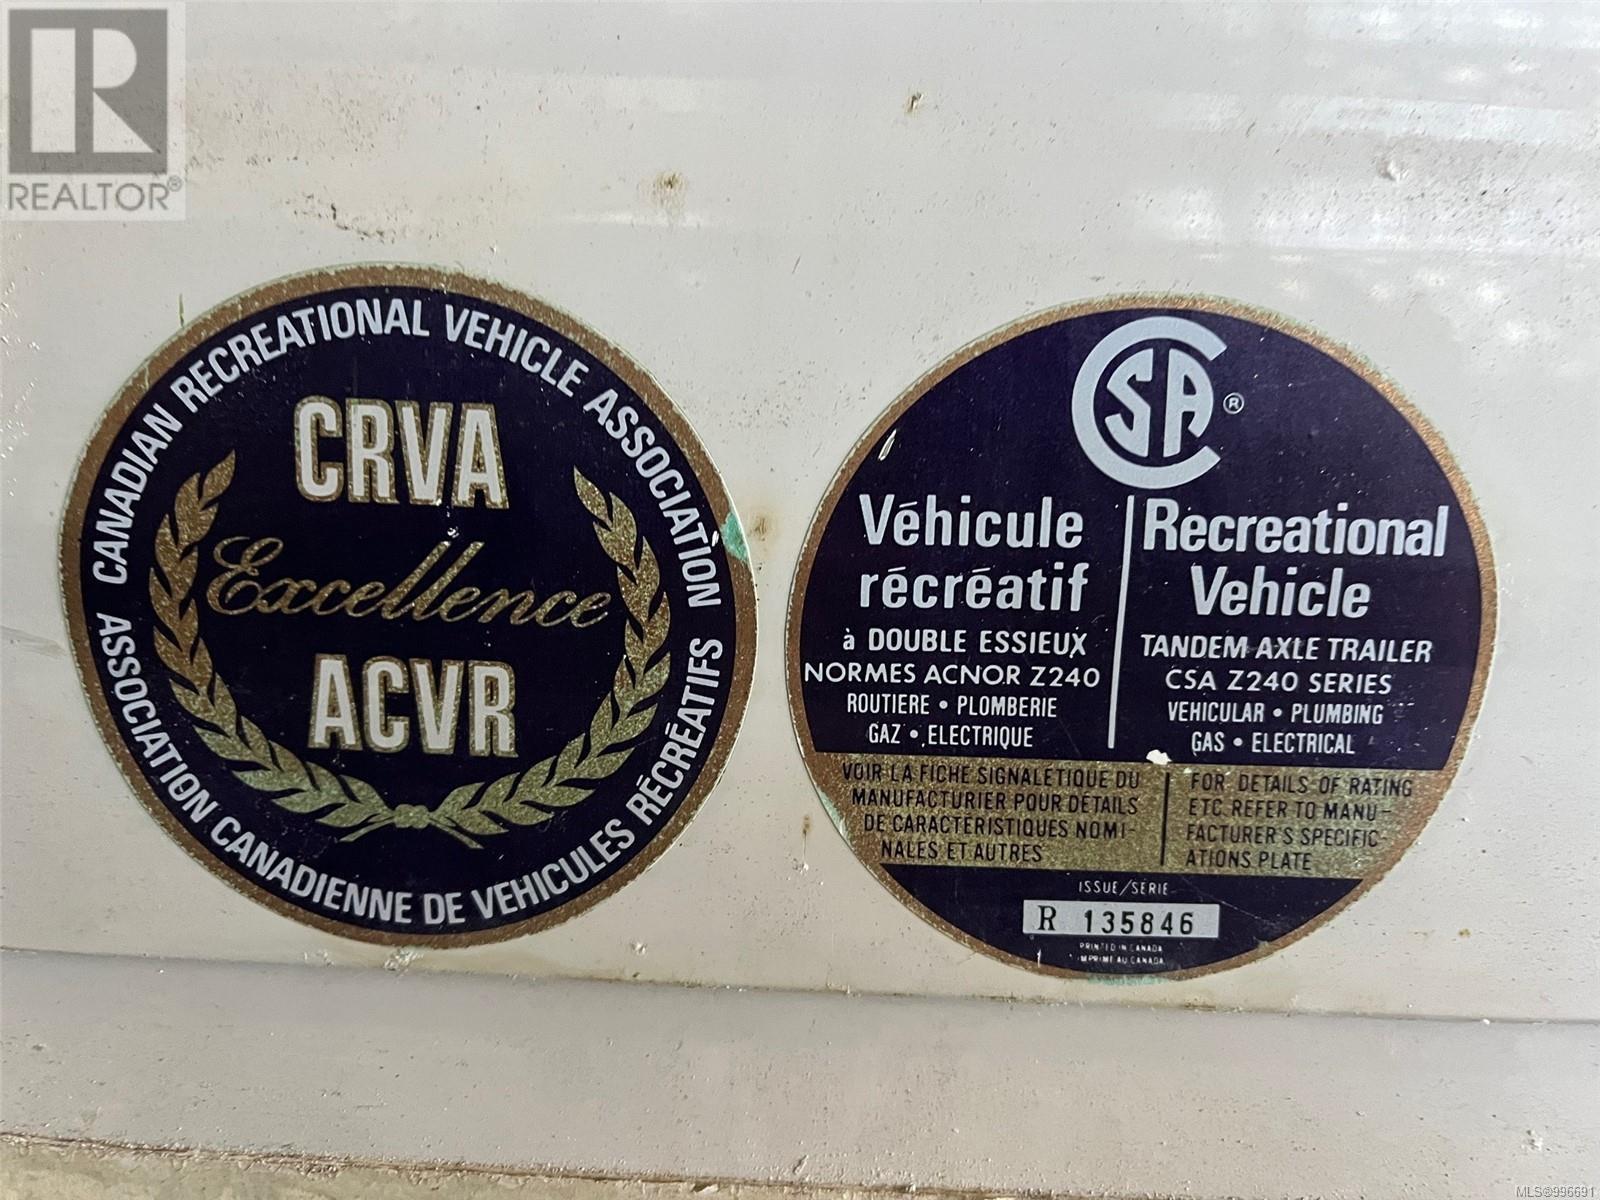 REALTOR®
CANADIAN RECREATIONAL VEHICLE ASSOCIATION
CRVA
Excellence
ACVR
ASSOCIATION CANADIENNE DE VEHICULES RÉCRÉATIFS
CSA ®
Véhicule
récréatif
à DOUBLE ESSIEUX
NORMES ACNOR Z240
ROUTIERE • PLOMBERIE
GAZ • ELECTRIQUE
Recreational
Vehicle
TANDEM AXLE TRAILER
CSA Z240 SERIES
VEHICULAR • PLUMBING
GAS • ELECTRICAL
VOIR LA FICHE SIGNALETIQUE DU
MANUFACTURIER POUR DÉTAILS
DE CARACTERISTIQUES NOMI-
NALES ET AUTRES
FOR DETAILS OF RATING
ETC REFER TO MANU-
FACTURER'S SPECIFIC-
ATIONS PLATE
ISSUE/SÉRIE
R 135846
PRINTED IN CANADA
IMPRIMÉ AU CANADA
MLS®996691